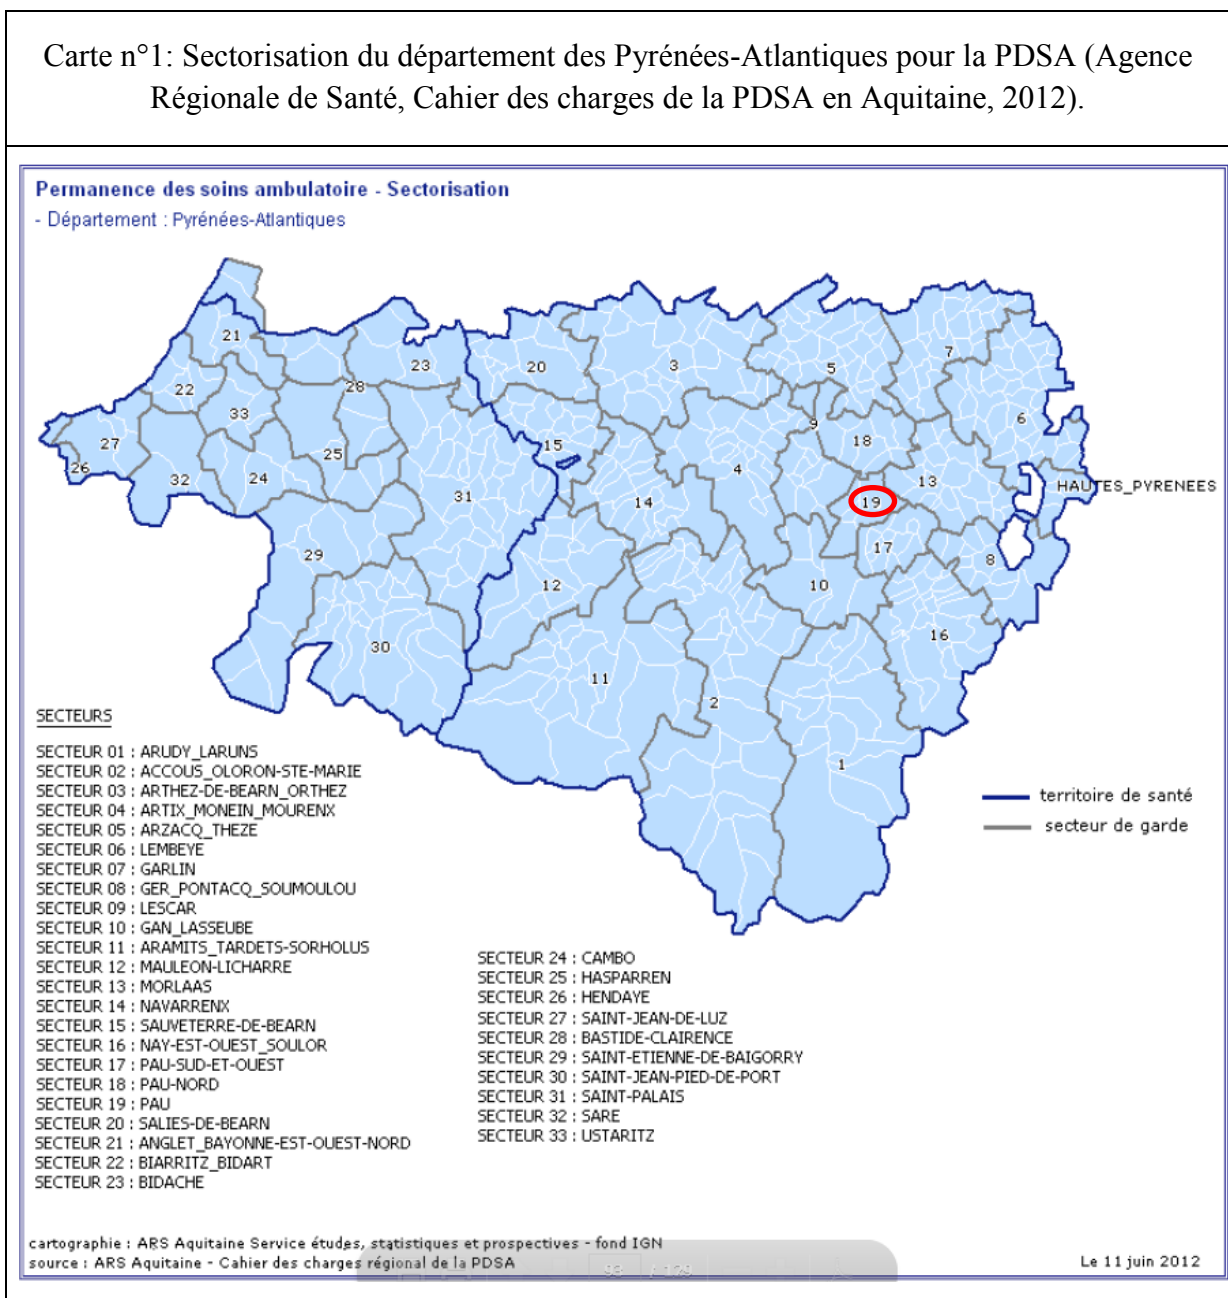 Carte n°1: Sectorisation du département des Pyrénées-Atlantiques pour la PDSA (Agence
Régionale de Santé, Cahier des charges de la PDSA en Aquitaine, 2012).
Permanence des soins ambulatoire - Sectorisation
- Département : Pyrénées-Atlantiques
21
22
33
27
26
32
24
25
28
23
31
29
30
20
15
3
4
14
12
11
2
5
9
18
19
17
10
7
6
13
8
16
1
HAUTES_PYRENEES
territoire de santé
secteur de garde
SECTEURS
SECTEUR 01 : ARUDY_LARUNS
SECTEUR 02 : ACCOUS_OLORON-STE-MARIE
SECTEUR 03 : ARTHEZ-DE-BEARN_ORTHEZ
SECTEUR 04 : ARTIX_MONEIN_MOURENX
SECTEUR 05 : ARZACQ_THEZE
SECTEUR 06 : LEMBEYE
SECTEUR 07 : GARLIN
SECTEUR 08 : GER_PONTACQ_SOUMOULOU
SECTEUR 09 : LESCAR
SECTEUR 10 : GAN_LASSEUBE
SECTEUR 11 : ARAMITS_TARDETS-SORHOLUS
SECTEUR 12 : MAULEON-LICHARRE
SECTEUR 13 : MORLAAS
SECTEUR 14 : NAVARRENX
SECTEUR 15 : SAUVETERRE-DE-BEARN
SECTEUR 16 : NAY-EST-OUEST_SOULOR
SECTEUR 17 : PAU-SUD-ET-OUEST
SECTEUR 18 : PAU-NORD
SECTEUR 19 : PAU
SECTEUR 20 : SALIES-DE-BEARN
SECTEUR 21 : ANGLET_BAYONNE-EST-OUEST-NORD
SECTEUR 22 : BIARRITZ_BIDART
SECTEUR 23 : BIDACHE
SECTEUR 24 : CAMBO
SECTEUR 25 : HASPARREN
SECTEUR 26 : HENDAYE
SECTEUR 27 : SAINT-JEAN-DE-LUZ
SECTEUR 28 : BASTIDE-CLAIRENCE
SECTEUR 29 : SAINT-ETIENNE-DE-BAIGORRY
SECTEUR 30 : SAINT-JEAN-PIED-DE-PORT
SECTEUR 31 : SAINT-PALAIS
SECTEUR 32 : SARE
SECTEUR 33 : USTARITZ
cartographie : ARS Aquitaine Service études, statistiques et prospectives - fond IGN
source : ARS Aquitaine - Cahier des charges régional de la PDSA
93 / 129
Le 11 juin 2012